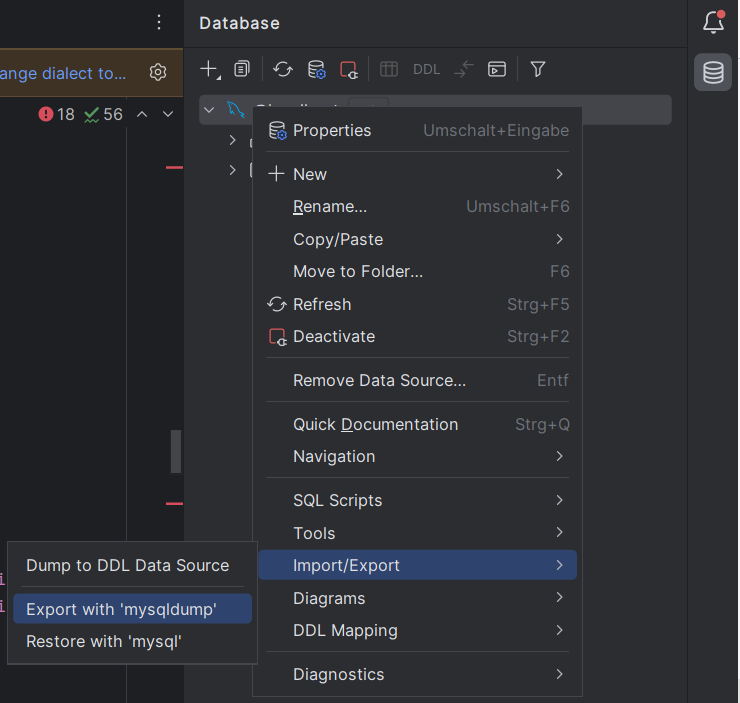 Database
ange dialect to...
DDL
18 56
Properties Umschalt+Eingabe
New
Rename... Umschalt+F6
Copy/Paste
Move to Folder... F6
Refresh Strg+F5
Deactivate Strg+F2
Remove Data Source... Entf
Quick Documentation Strg+Q
Navigation
SQL Scripts
Tools
Import/Export
Diagrams
DDL Mapping
Diagnostics
Dump to DDL Data Source
Export with 'mysqldump'
Restore with 'mysql'